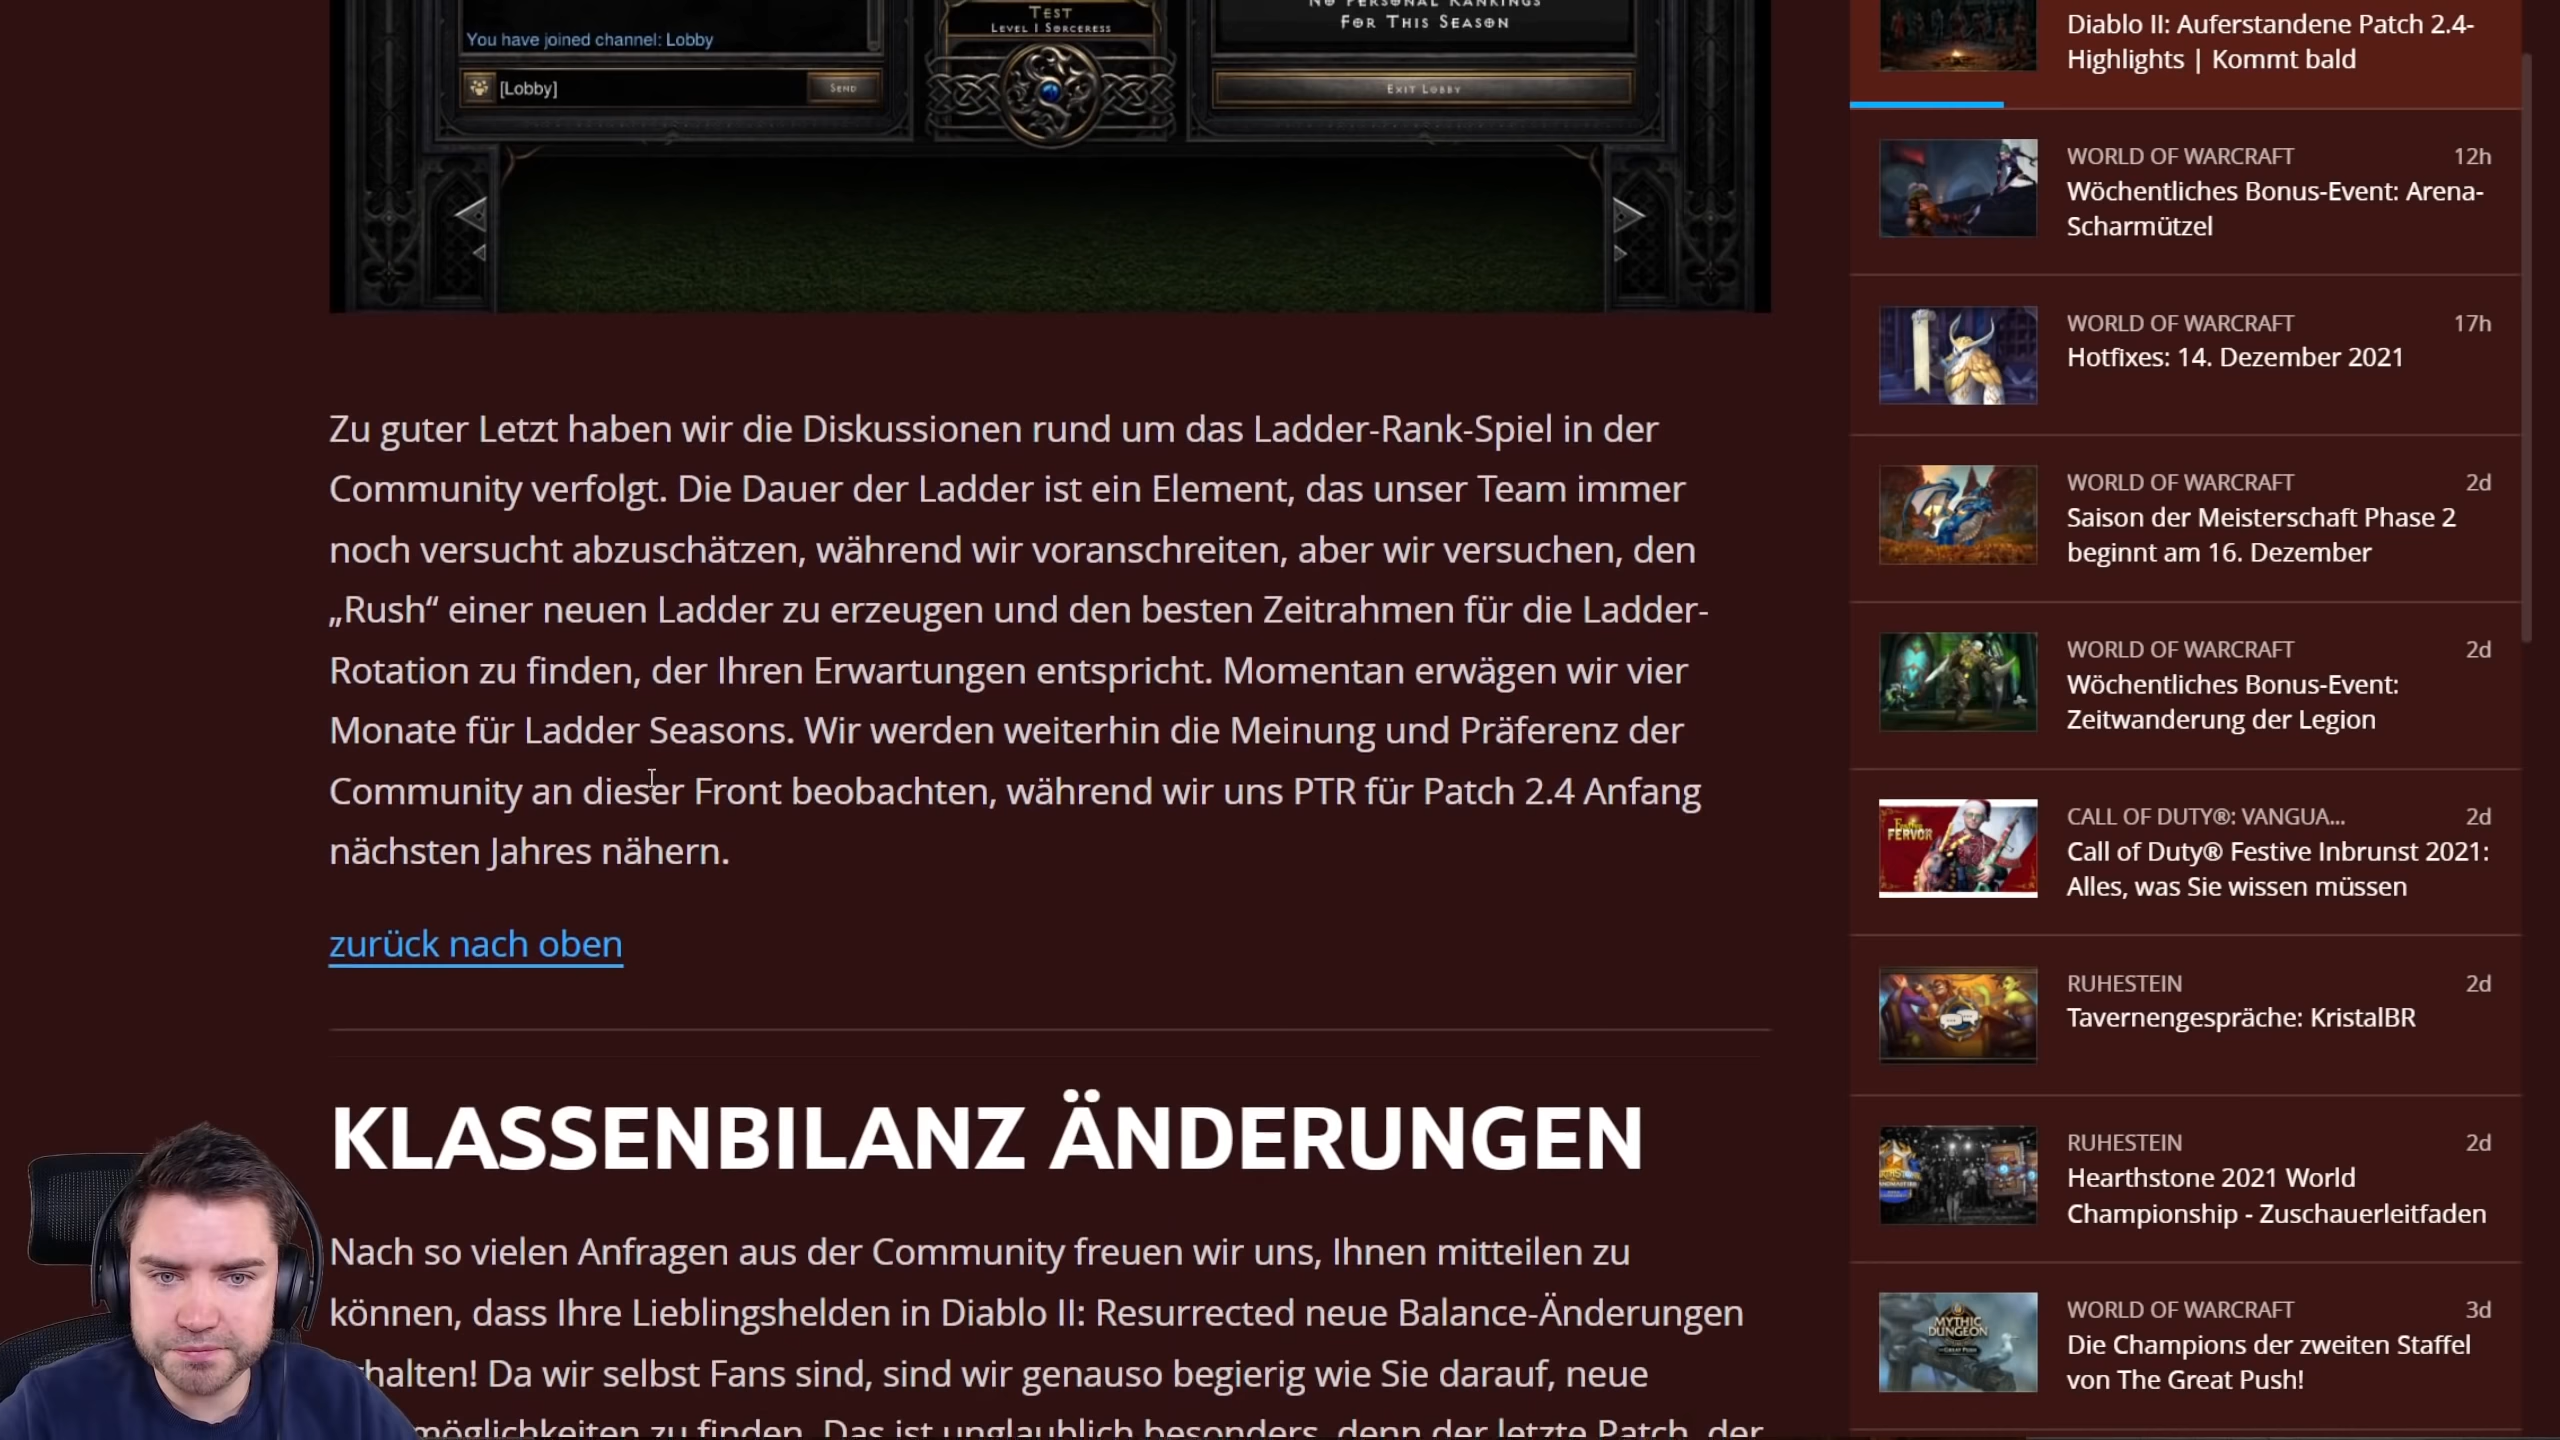 You have joined channel: Lobby
[Lobby]
SEND
TEST
LEVEL 1 SORCERESS
NO PERSONAL RANKINGS
FOR THIS SEASON
EXIT LOBBY
Zu guter Letzt haben wir die Diskussionen rund um das Ladder-Rank-Spiel in der
Community verfolgt. Die Dauer der Ladder ist ein Element, das unser Team immer
noch versucht abzuschätzen, während wir voranschreiten, aber wir versuchen, den
„Rush“ einer neuen Ladder zu erzeugen und den besten Zeitrahmen für die Ladder-
Rotation zu finden, der Ihren Erwartungen entspricht. Momentan erwägen wir vier
Monate für Ladder Seasons. Wir werden weiterhin die Meinung und Präferenz der
Community an dieser Front beobachten, während wir uns PTR für Patch 2.4 Anfang
nächsten Jahres nähern.
zurück nach oben
KLASSENBILANZ ÄNDERUNGEN
Nach so vielen Anfragen aus der Community freuen wir uns, Ihnen mitteilen zu
können, dass Ihre Lieblingshelden in Diablo II: Resurrected neue Balance-Änderungen
halten! Da wir selbst Fans sind, sind wir genauso begierig wie Sie darauf, neue
möglichkeiten zu finden. Das ist unglaublich besonders, denn der letzte Patch, der
Diablo II: Auferstandene Patch 2.4-
Highlights | Kommt bald
WORLD OF WARCRAFT 12h
Wöchentliches Bonus-Event: Arena-
Scharmützel
WORLD OF WARCRAFT 17h
Hotfixes: 14. Dezember 2021
WORLD OF WARCRAFT 2d
Saison der Meisterschaft Phase 2
beginnt am 16. Dezember
WORLD OF WARCRAFT 2d
Wöchentliches Bonus-Event:
Zeitwanderung der Legion
FERVOR
CALL OF DUTY®: VANGUA... 2d
Call of Duty® Festive Inbrunst 2021:
Alles, was Sie wissen müssen
RUHESTEIN 2d
Tavernengespräche: KristalBR
RUHESTEIN 2d
Hearthstone 2021 World
Championship - Zuschauerleitfaden
MYTHIC
DUNGEON
WORLD OF WARCRAFT 3d
Die Champions der zweiten Staffel
von The Great Push!